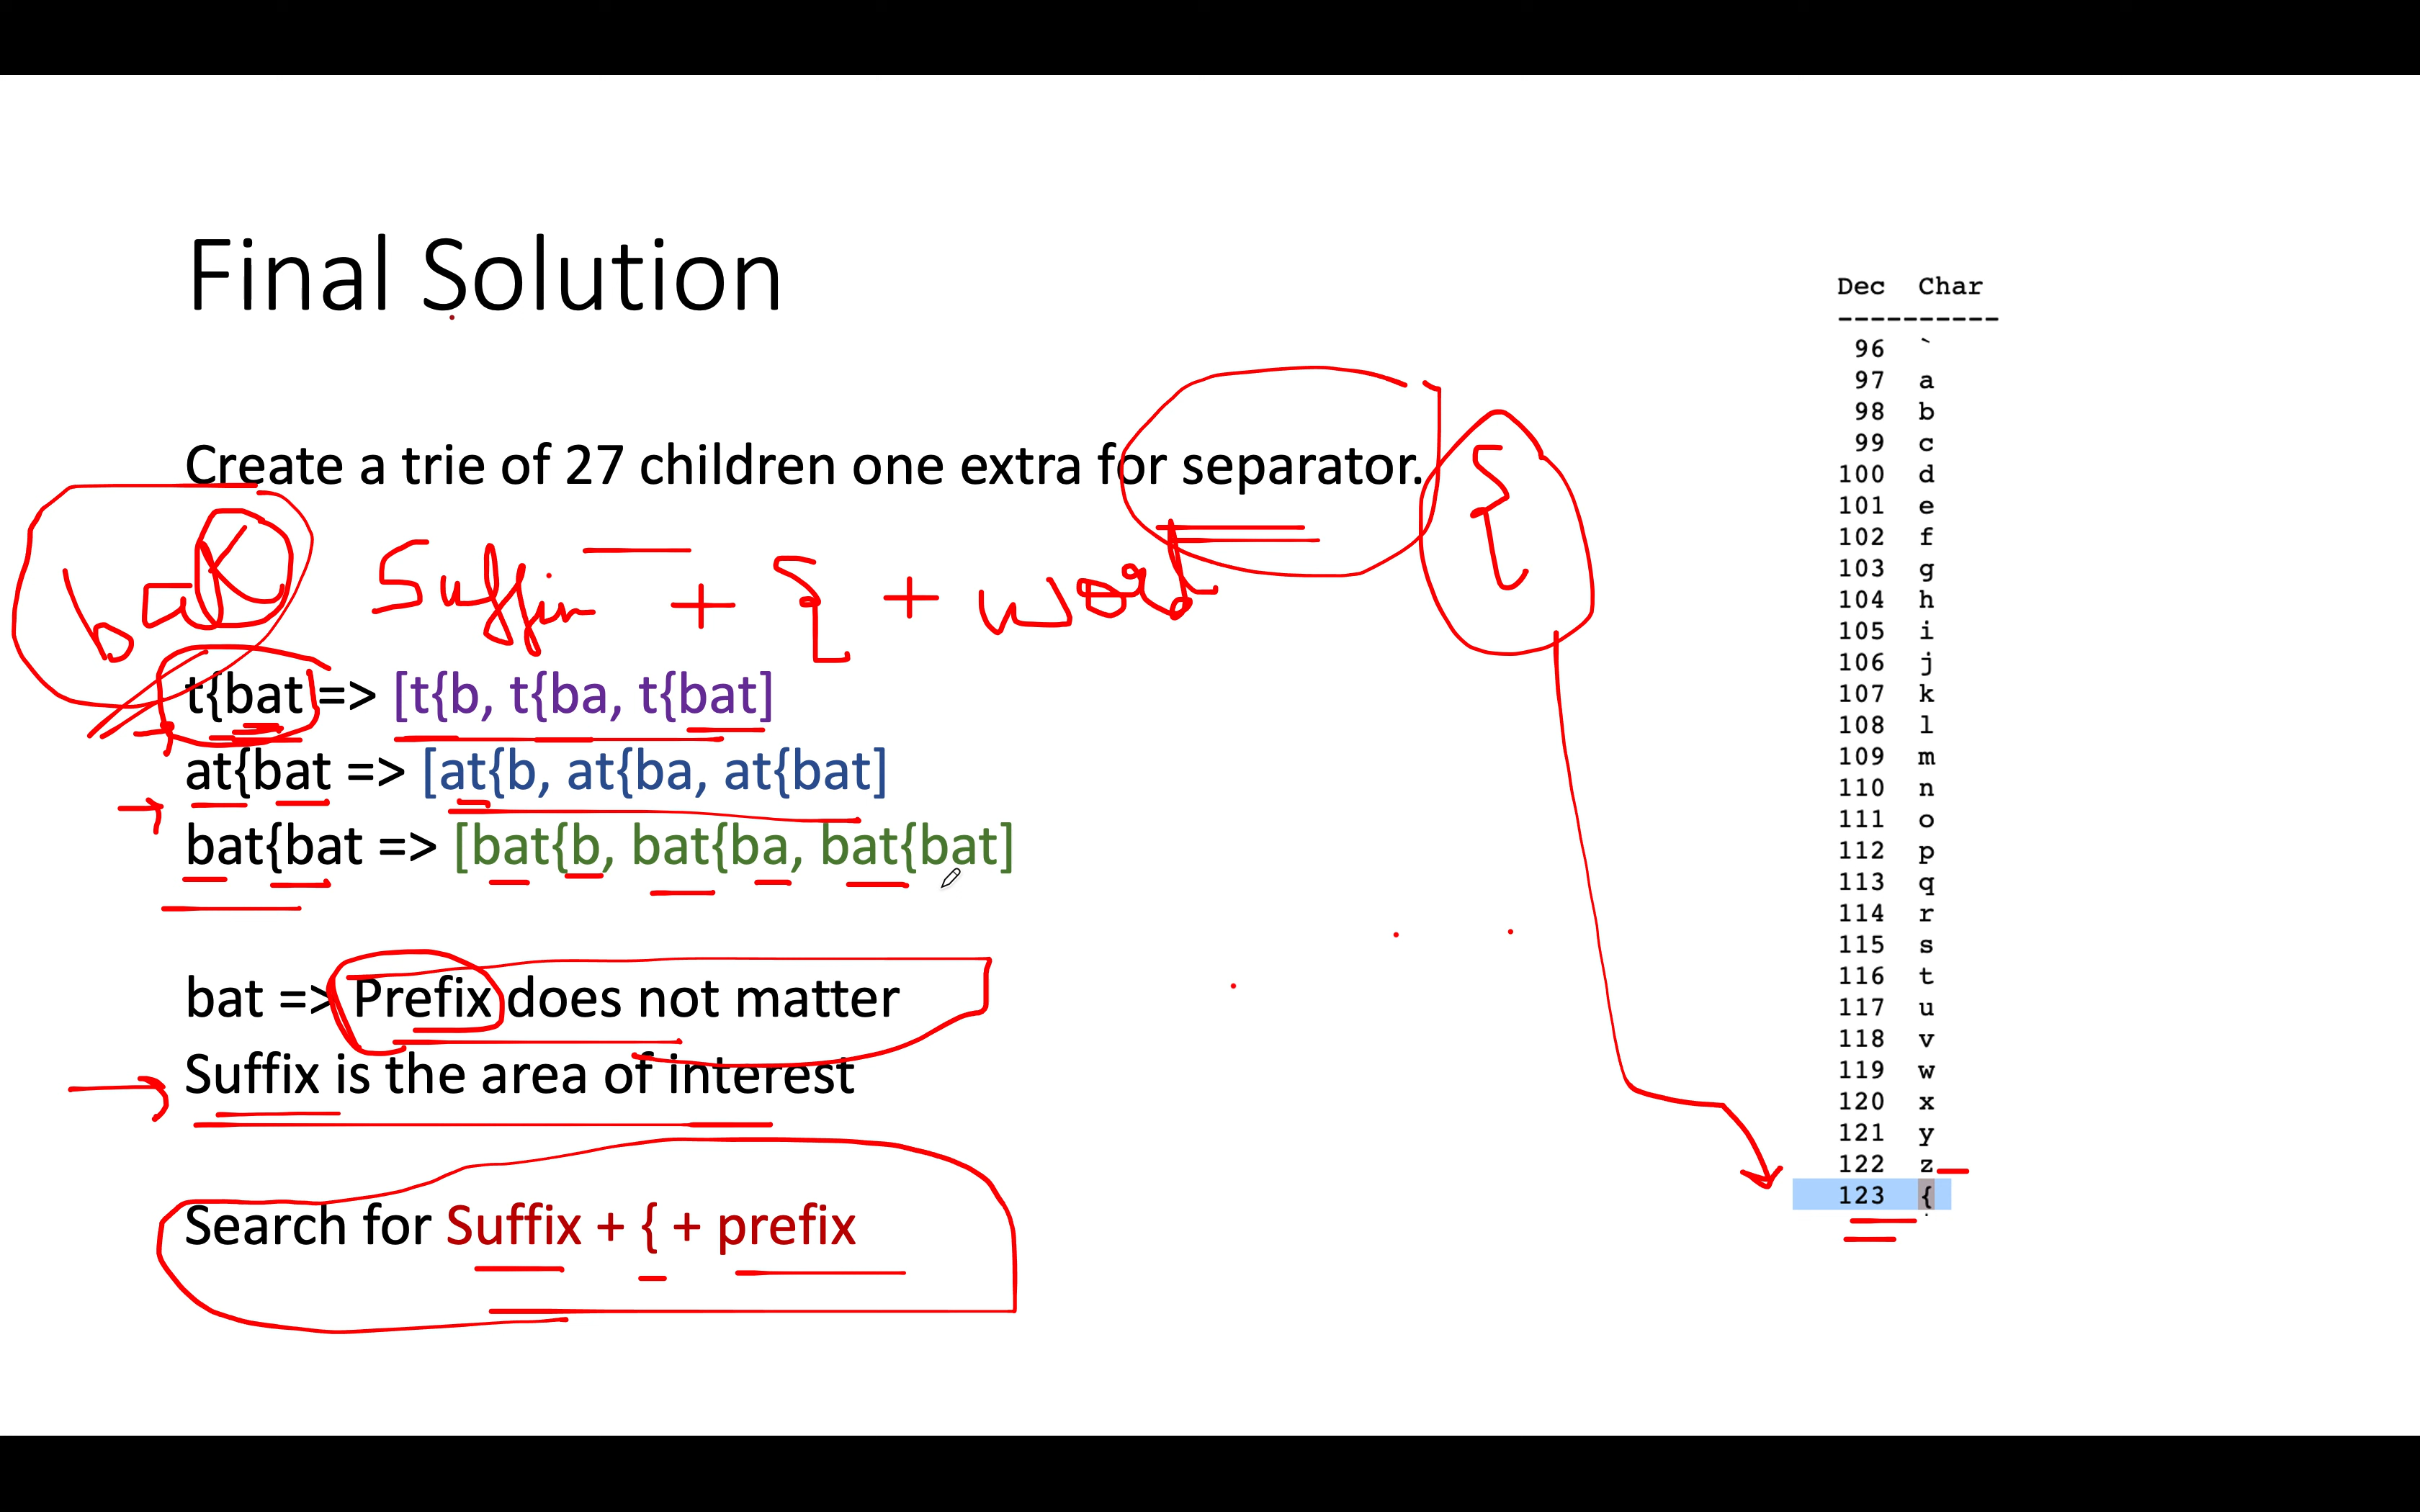 Final Solution
Create a trie of 27 children one extra for separator. {
bat Suffix + { + word
t{bat => [t{b, t{ba, t{bat]
at{bat => [at{b, at{ba, at{bat]
bat{bat => [bat{b, bat{ba, bat{bat]
bat => Prefix does not matter
Suffix is the area of interest
Search for Suffix + { + prefix
Dec Char
----------
96 `
97 a
98 b
99 c
100 d
101 e
102 f
103 g
104 h
105 i
106 j
107 k
108 l
109 m
110 n
111 o
112 p
113 q
114 r
115 s
116 t
117 u
118 v
119 w
120 x
121 y
122 z
123 {